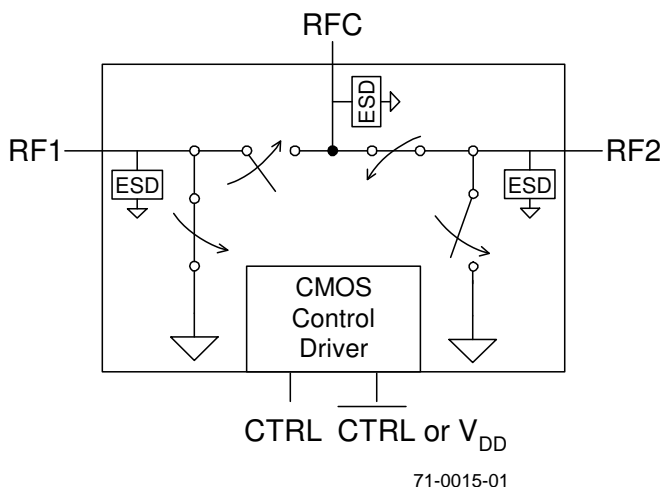 RFC
ESD
RF1
RF2
ESD
ESD
CMOS
Control
Driver
CTRL
CTRL or VDD
71-0015-01